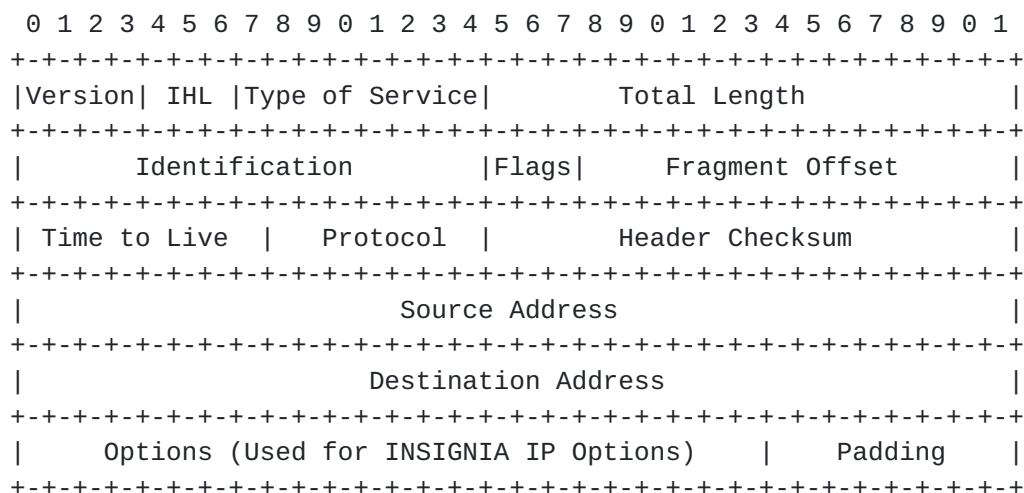 0 1 2 3 4 5 6 7 8 9 0 1 2 3 4 5 6 7 8 9 0 1 2 3 4 5 6 7 8 9 0 1
+-+-+-+-+-+-+-+-+-+-+-+-+-+-+-+-+-+-+-+-+-+-+-+-+-+-+-+-+-+-+-+-+
|Version| IHL |Type of Service|        Total Length             |
+-+-+-+-+-+-+-+-+-+-+-+-+-+-+-+-+-+-+-+-+-+-+-+-+-+-+-+-+-+-+-+-+
|       Identification        |Flags|     Fragment Offset       |
+-+-+-+-+-+-+-+-+-+-+-+-+-+-+-+-+-+-+-+-+-+-+-+-+-+-+-+-+-+-+-+-+
| Time to Live  |   Protocol  |        Header Checksum          |
+-+-+-+-+-+-+-+-+-+-+-+-+-+-+-+-+-+-+-+-+-+-+-+-+-+-+-+-+-+-+-+-+
|                        Source Address                         |
+-+-+-+-+-+-+-+-+-+-+-+-+-+-+-+-+-+-+-+-+-+-+-+-+-+-+-+-+-+-+-+-+
|                      Destination Address                      |
+-+-+-+-+-+-+-+-+-+-+-+-+-+-+-+-+-+-+-+-+-+-+-+-+-+-+-+-+-+-+-+-+
|     Options (Used for INSIGNIA IP Options)    |    Padding    |
+-+-+-+-+-+-+-+-+-+-+-+-+-+-+-+-+-+-+-+-+-+-+-+-+-+-+-+-+-+-+-+-+